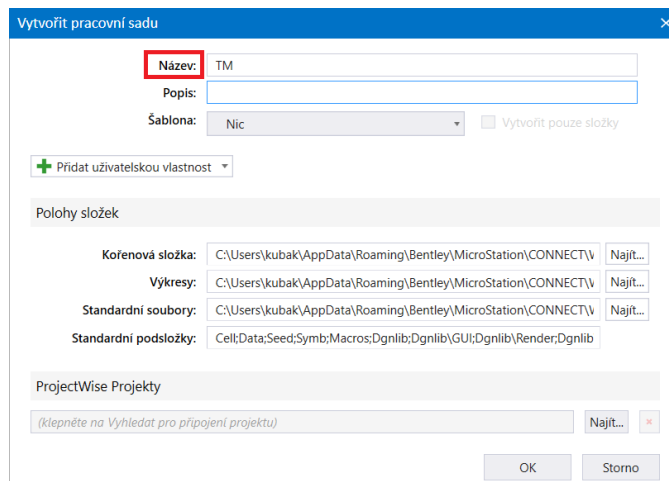 Vytvořit pracovní sadu
Název: TM
Popis:
Šablona: Nic Vytvořit pouze složky
Přidat uživatelskou vlastnost
Polohy složek
Kořenová složka: C:\Users\kubak\AppData\Roaming\Bentley\MicroStation\CONNECT\ Najít...
Výkresy: C:\Users\kubak\AppData\Roaming\Bentley\MicroStation\CONNECT\ Najít...
Standardní soubory: C:\Users\kubak\AppData\Roaming\Bentley\MicroStation\CONNECT\ Najít...
Standardní podsložky: Cell;Data;Seed;Symb;Macros;Dgnlib;Dgnlib\GUI;Dgnlib\Render;Dgnlib
ProjectWise Projekty
(klepněte na Vyhledat pro připojení projektu) Najít...
OK Storno